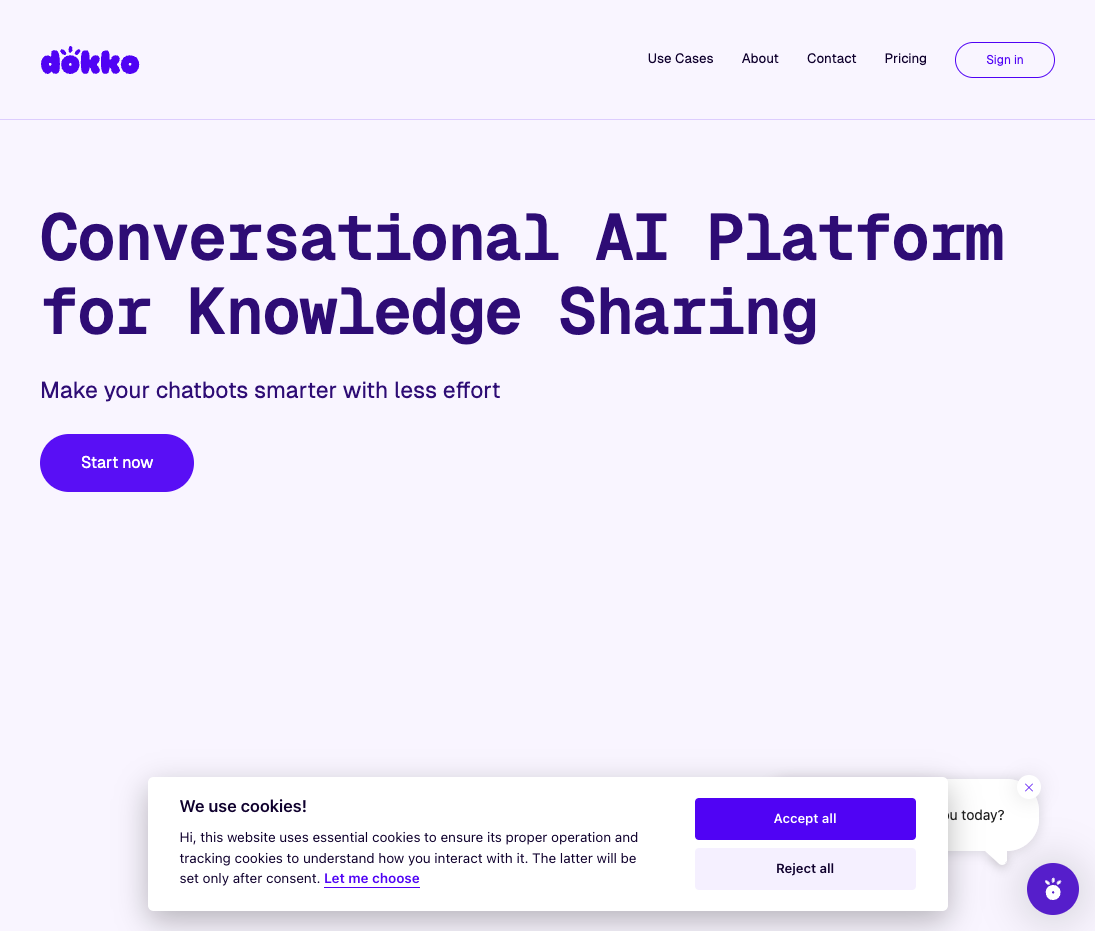 dokko
Use Cases
About
Contact
Pricing
Sign in
Conversational AI Platform
for Knowledge Sharing
Make your chatbots smarter with less effort
Start now
We use cookies!
Hi, this website uses essential cookies to ensure its proper operation and
tracking cookies to understand how you interact with it. The latter will be
set only after consent. Let me choose
Accept all
Reject all
today?